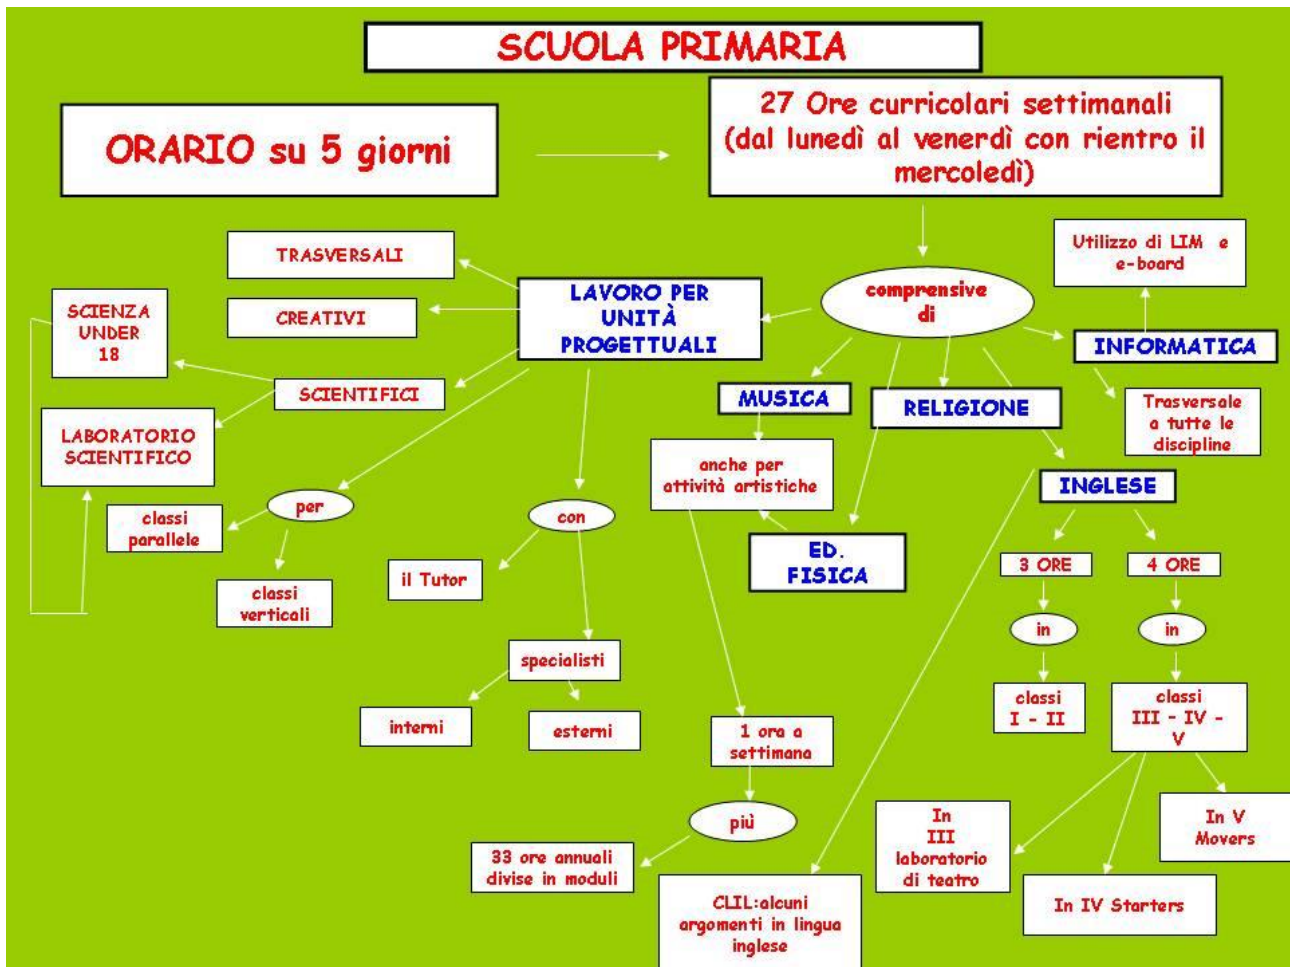 SCUOLA PRIMARIA
ORARIO su 5 giorni
27 Ore curricolari settimanali
(dal lunedì al venerdì con rientro il
mercoledì)
TRASVERSALI
CREATIVI
SCIENZA
UNDER
18
SCIENTIFICI
LABORATORIO
SCIENTIFICO
LAVORO PER
UNITÀ
PROGETTUALI
comprensive
di
Utilizzo di LIM e
e-board
INFORMATICA
Trasversale
a tutte le
discipline
MUSICA
RELIGIONE
anche per
attività artistiche
INGLESE
ED.
FISICA
per
classi
parallele
classi
verticali
con
il Tutor
specialisti
interni
esterni
3 ORE
4 ORE
in
in
classi
I - II
classi
III - IV -
V
1 ora a
settimana
più
33 ore annuali
divise in moduli
CLIL:alcuni
argomenti in lingua
inglese
In
III
laboratorio
di teatro
In IV Starters
In V
Movers